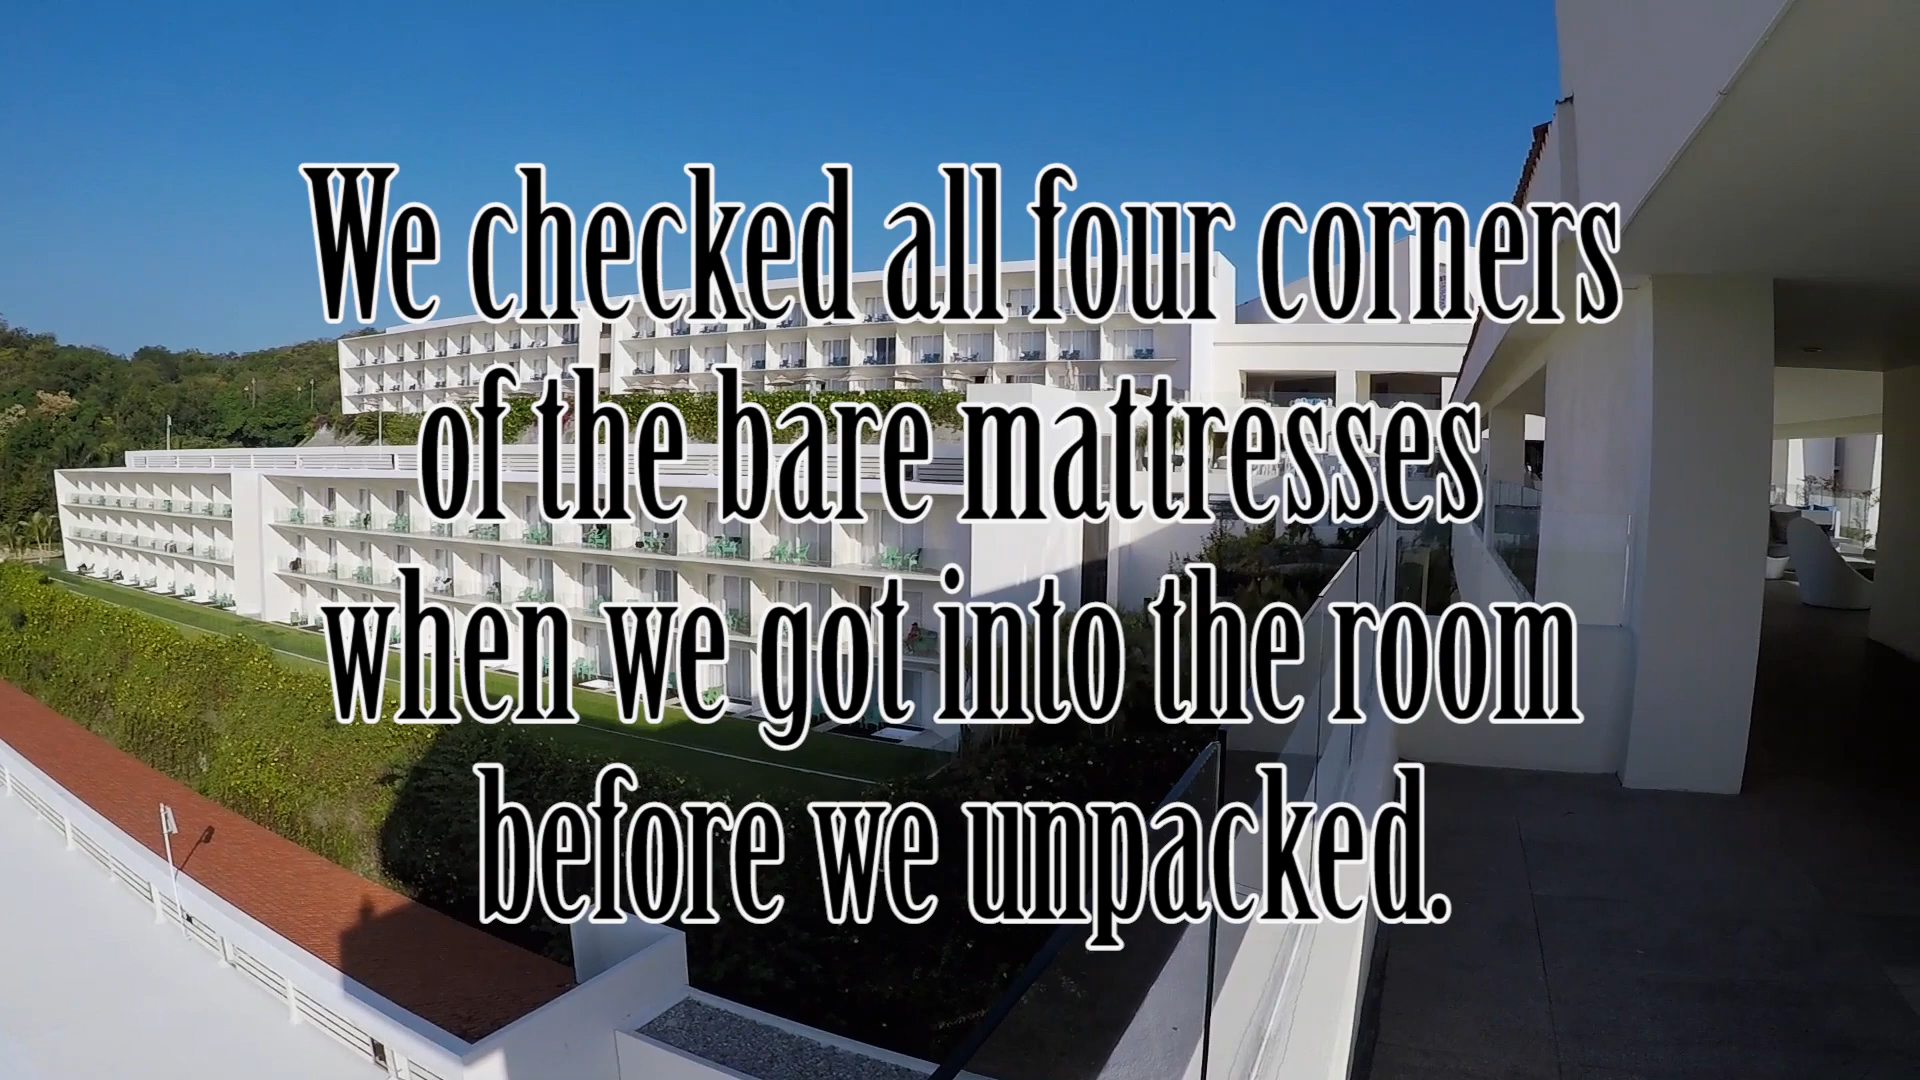 We checked all four corners
of the bare mattresses
when we got into the room
before we unpacked.